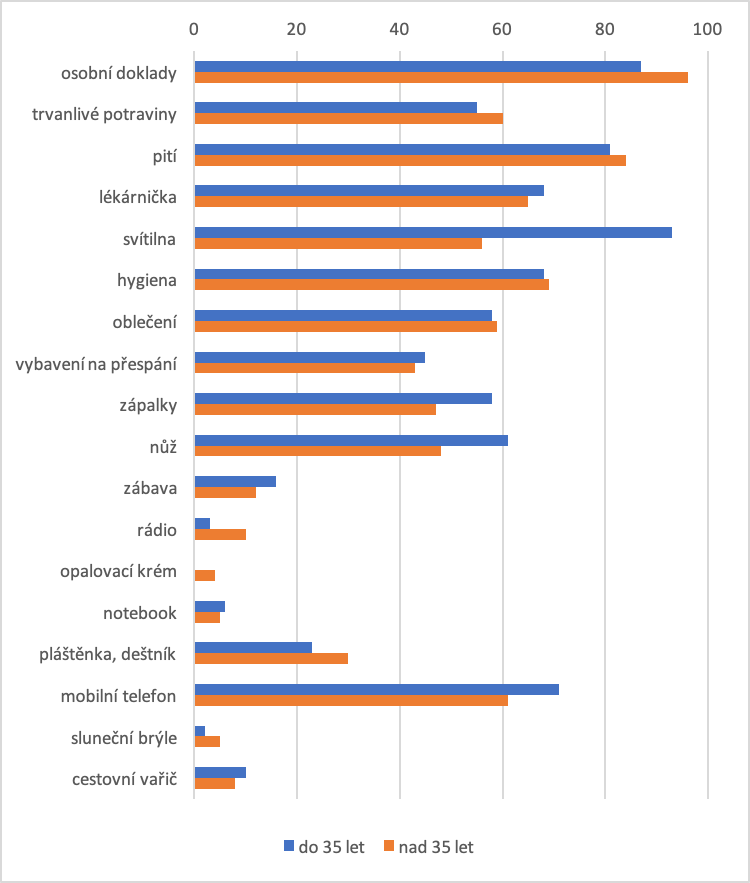 0 20 40 60 80 100
osobní doklady
trvanlivé potraviny
pití
lékárnička
svítilna
hygiena
oblečení
vybavení na přespání
zápalky
nůž
zábava
rádio
opalovací krém
notebook
pláštěnka, deštník
mobilní telefon
sluneční brýle
cestovní vařič
do 35 let nad 35 let